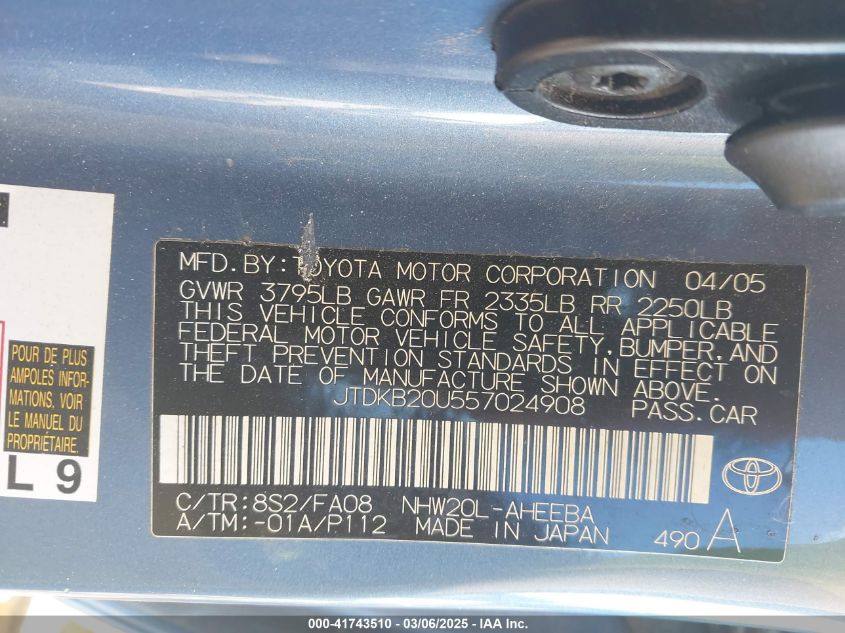 MFD.BY:TOYOTA MOTOR CORPORATION 04/05
GVWR 3795LB GAWR FR 2335LB RR 2250LB
THIS VEHICLE CONFORMS TO ALL APPLICABLE
FEDERAL MOTOR VEHICLE SAFETY,BUMPER,AND
THEFT PREVENTION STANDARDS IN EFFECT ON
THE DATE OF MANUFACTURE SHOWN ABOVE.
JTDKB20U557024908 PASS.CAR
C/TR:8S2/FA08 NHW20L-AHEEBA
A/TM:-01A/P112 MADE IN JAPAN 490 A
POUR DE PLUS
AMPOLES INFOR-
MATIONS, VOIR
LE MANUEL DU
PROPRIÉTAIRE.
L 9
000-41743510 - 03/06/2025 - IAA Inc.